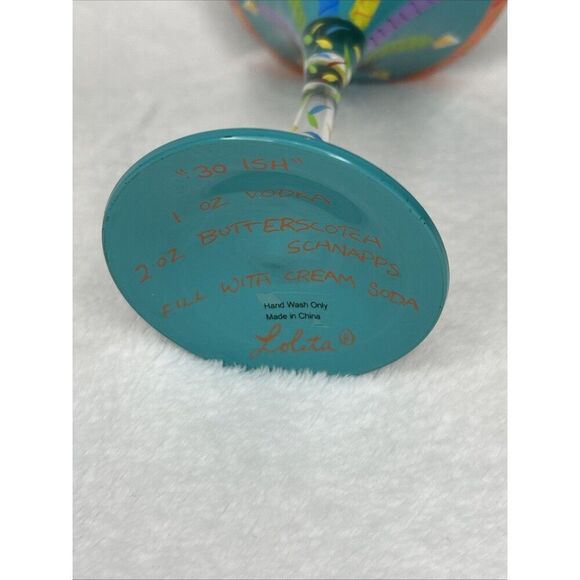 "30 ISH"
1 OZ VODKA
2 OZ BUTTERSCOTCH
SCHNAPPS
FILL WITH CREAM SODA
Hand Wash Only
Made in China
Lolita®